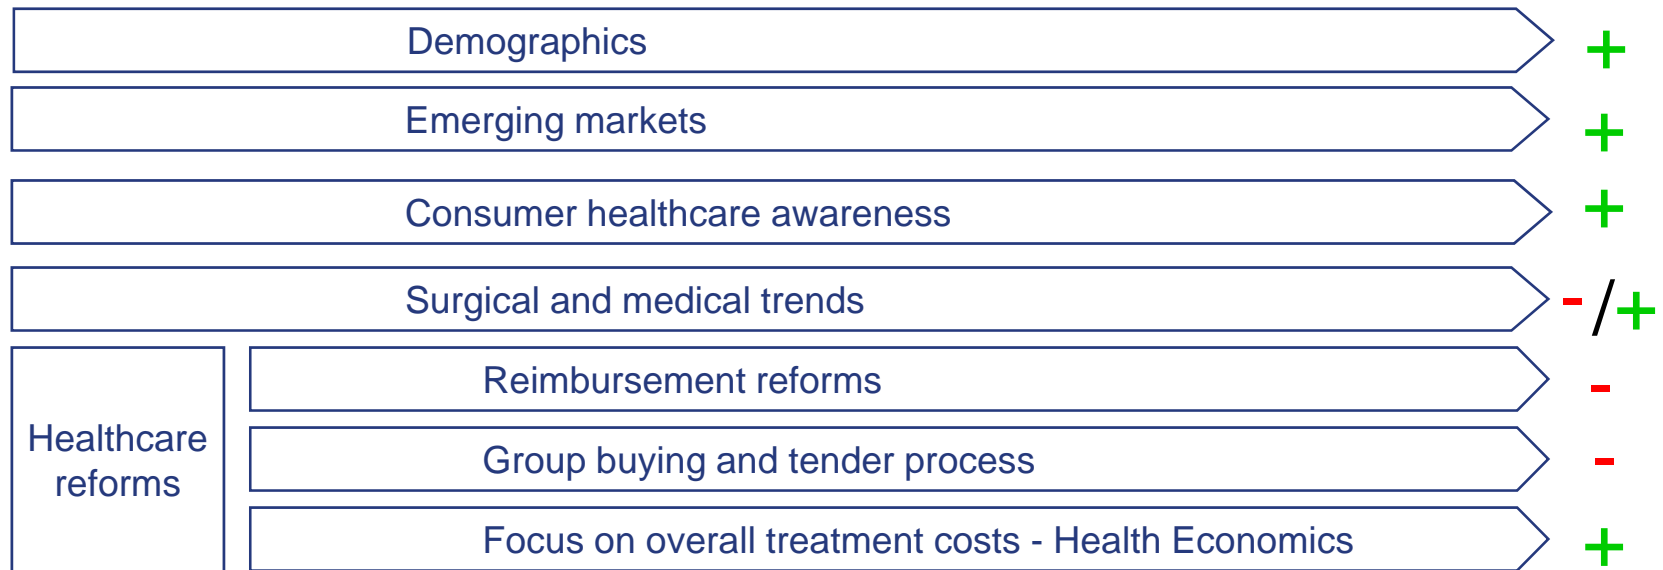 Demographics +
Emerging markets +
Consumer healthcare awareness +
Surgical and medical trends -/+
Healthcare
reforms
Reimbursement reforms -
Group buying and tender process -
Focus on overall treatment costs - Health Economics +